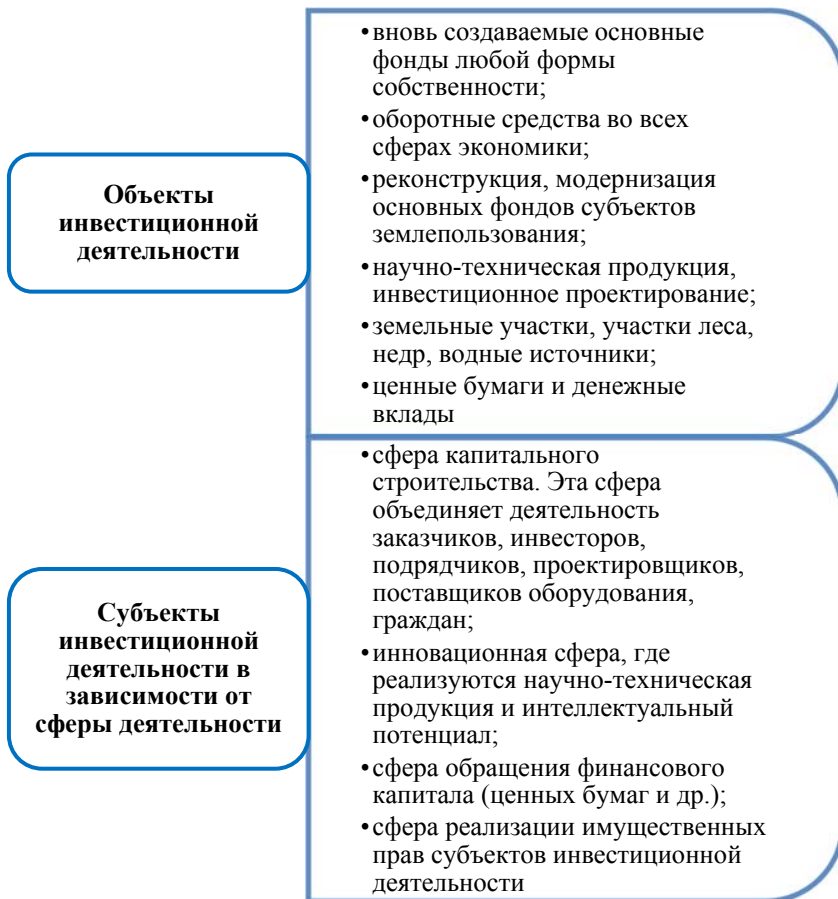 Объекты
инвестиционной
деятельности
•вновь создаваемые основные
фонды любой формы
собственности;
•оборотные средства во всех
сферах экономики;
•реконструкция, модернизация
основных фондов субъектов
землепользования;
•научно-техническая продукция,
инвестиционное проектирование;
•земельные участки, участки леса,
недр, водные источники;
•ценные бумаги и денежные
вклады
Субъекты
инвестиционной
деятельности в
зависимости от
сферы деятельности
•сфера капитального
строительства. Эта сфера
объединяет деятельность
заказчиков, инвесторов,
подрядчиков, проектировщиков,
поставщиков оборудования,
граждан;
•инновационная сфера, где
реализуются научно-техническая
продукция и интеллектуальный
потенциал;
•сфера обращения финансового
капитала (ценных бумаг и др.);
•сфера реализации имущественных
прав субъектов инвестиционной
деятельности